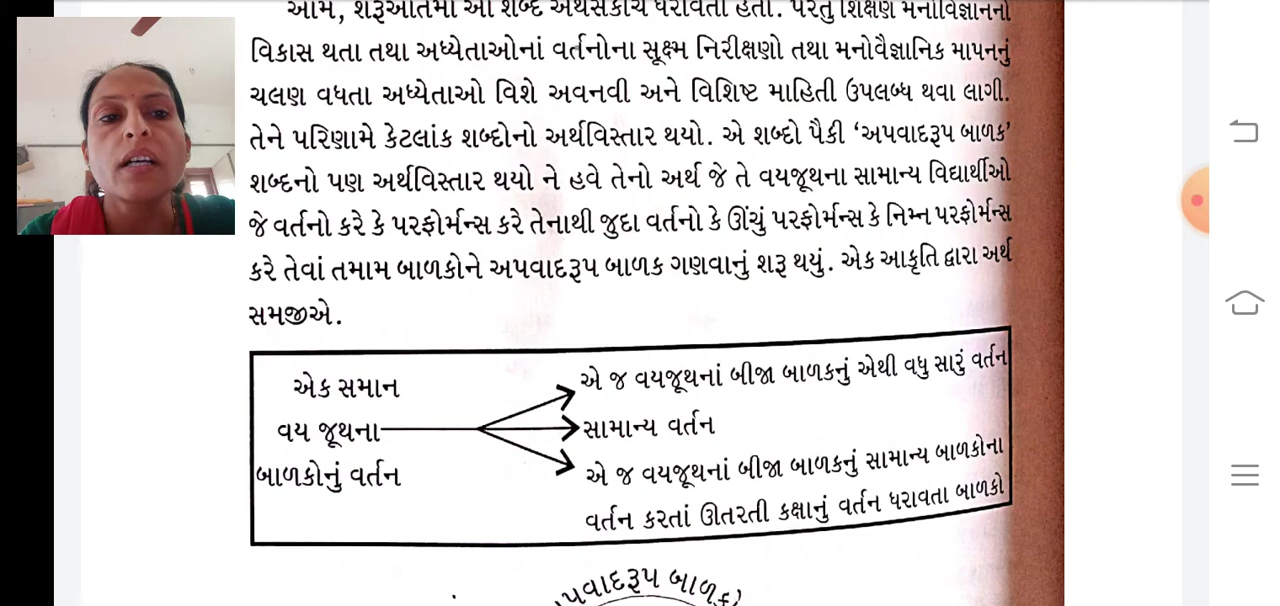 આમ, શરૂઆતમાં આ શબ્દ અર્થસંકોચ ધરાવતો હતો. પરંતુ શિક્ષણ મનોવિજ્ઞાનનો
વિકાસ થતા તથા અધ્યેતાઓનાં વર્તનોના સૂક્ષ્મ નિરીક્ષણો તથા મનોવૈજ્ઞાનિક માપનનું
ચલણ વધતા અધ્યેતાઓ વિશે અવનવી અને વિશિષ્ટ માહિતી ઉપલબ્ધ થવા લાગી.
તેને પરિણામે કેટલાંક શબ્દોનો અર્થવિસ્તાર થયો. એ શબ્દો પૈકી ‘અપવાદરૂપ બાળક’
શબ્દનો પણ અર્થવિસ્તાર થયો ને હવે તેનો અર્થ જે તે વયજૂથના સામાન્ય વિદ્યાર્થીઓ
જે વર્તનો કરે કે પરફોર્મન્સ કરે તેનાથી જુદા વર્તનો કે ઊંચું પરફોર્મન્સ કે નિમ્ન પરફોર્મન્સ
કરે તેવાં તમામ બાળકોને અપવાદરૂપ બાળક ગણવાનું શરૂ થયું. એક આકૃતિ દ્વારા અર્થ
સમજીએ.
એક સમાન
વય જૂથના
બાળકોનું વર્તન
એ જ વયજૂથનાં બીજા બાળકનું એથી વધુ સારું વર્તન
સામાન્ય વર્તન
એ જ વયજૂથનાં બીજા બાળકનું સામાન્ય બાળકોના
વર્તન કરતાં ઊતરતી કક્ષાનું વર્તન ધરાવતા બાળકો
બાળકો